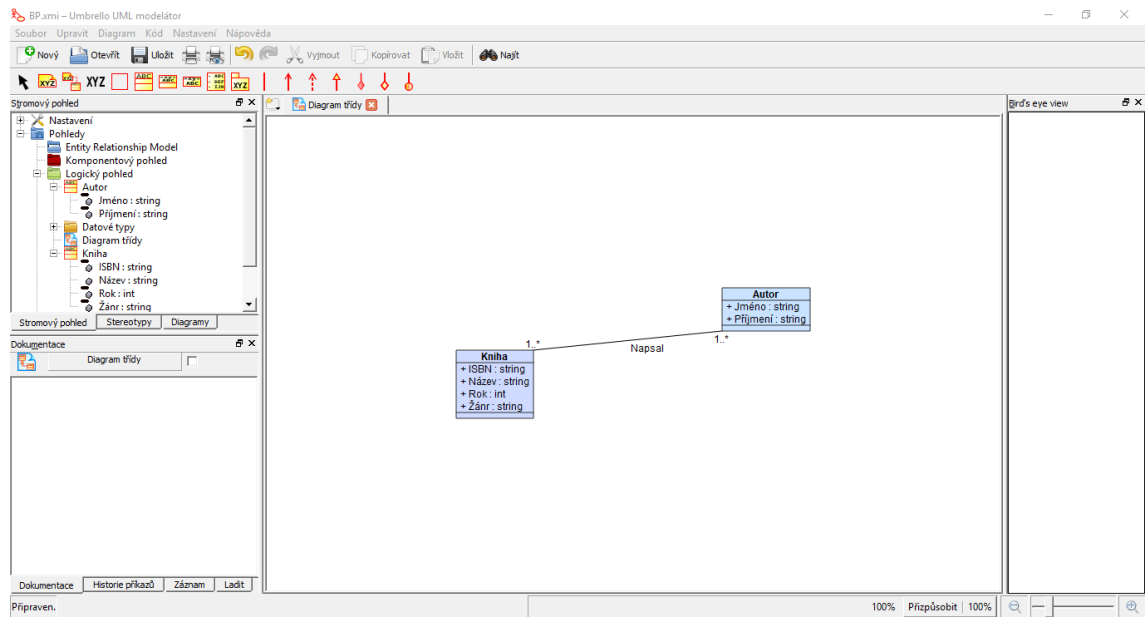 BP.xmi – Umbrello UML modelátor
Soubor Upravit Diagram Kód Nastavení Nápověda
Nový Otevřít Uložit Vyjmout Kopírovat Vložit Najít
XYZ XYZ ABC XYZ
Stromový pohled
Diagram třídy
Bird's eye view
Nastavení
Pohledy
Entity Relationship Model
Komponentový pohled
Logický pohled
Autor
Jméno : string
Příjmení : string
Datové typy
Diagram třídy
Kniha
ISBN : string
Název : string
Rok : int
Žánr : string
Stromový pohled Stereotypy Diagramy
Dokumentace
Diagram třídy
Autor
+ Jméno : string
+ Příjmení : string
1..*
Napsal
1..*
Kniha
+ ISBN : string
+ Název : string
+ Rok : int
+ Žánr : string
Dokumentace Historie příkazů Záznam Ladit
Připraven.
100% Přizpůsobit 100%